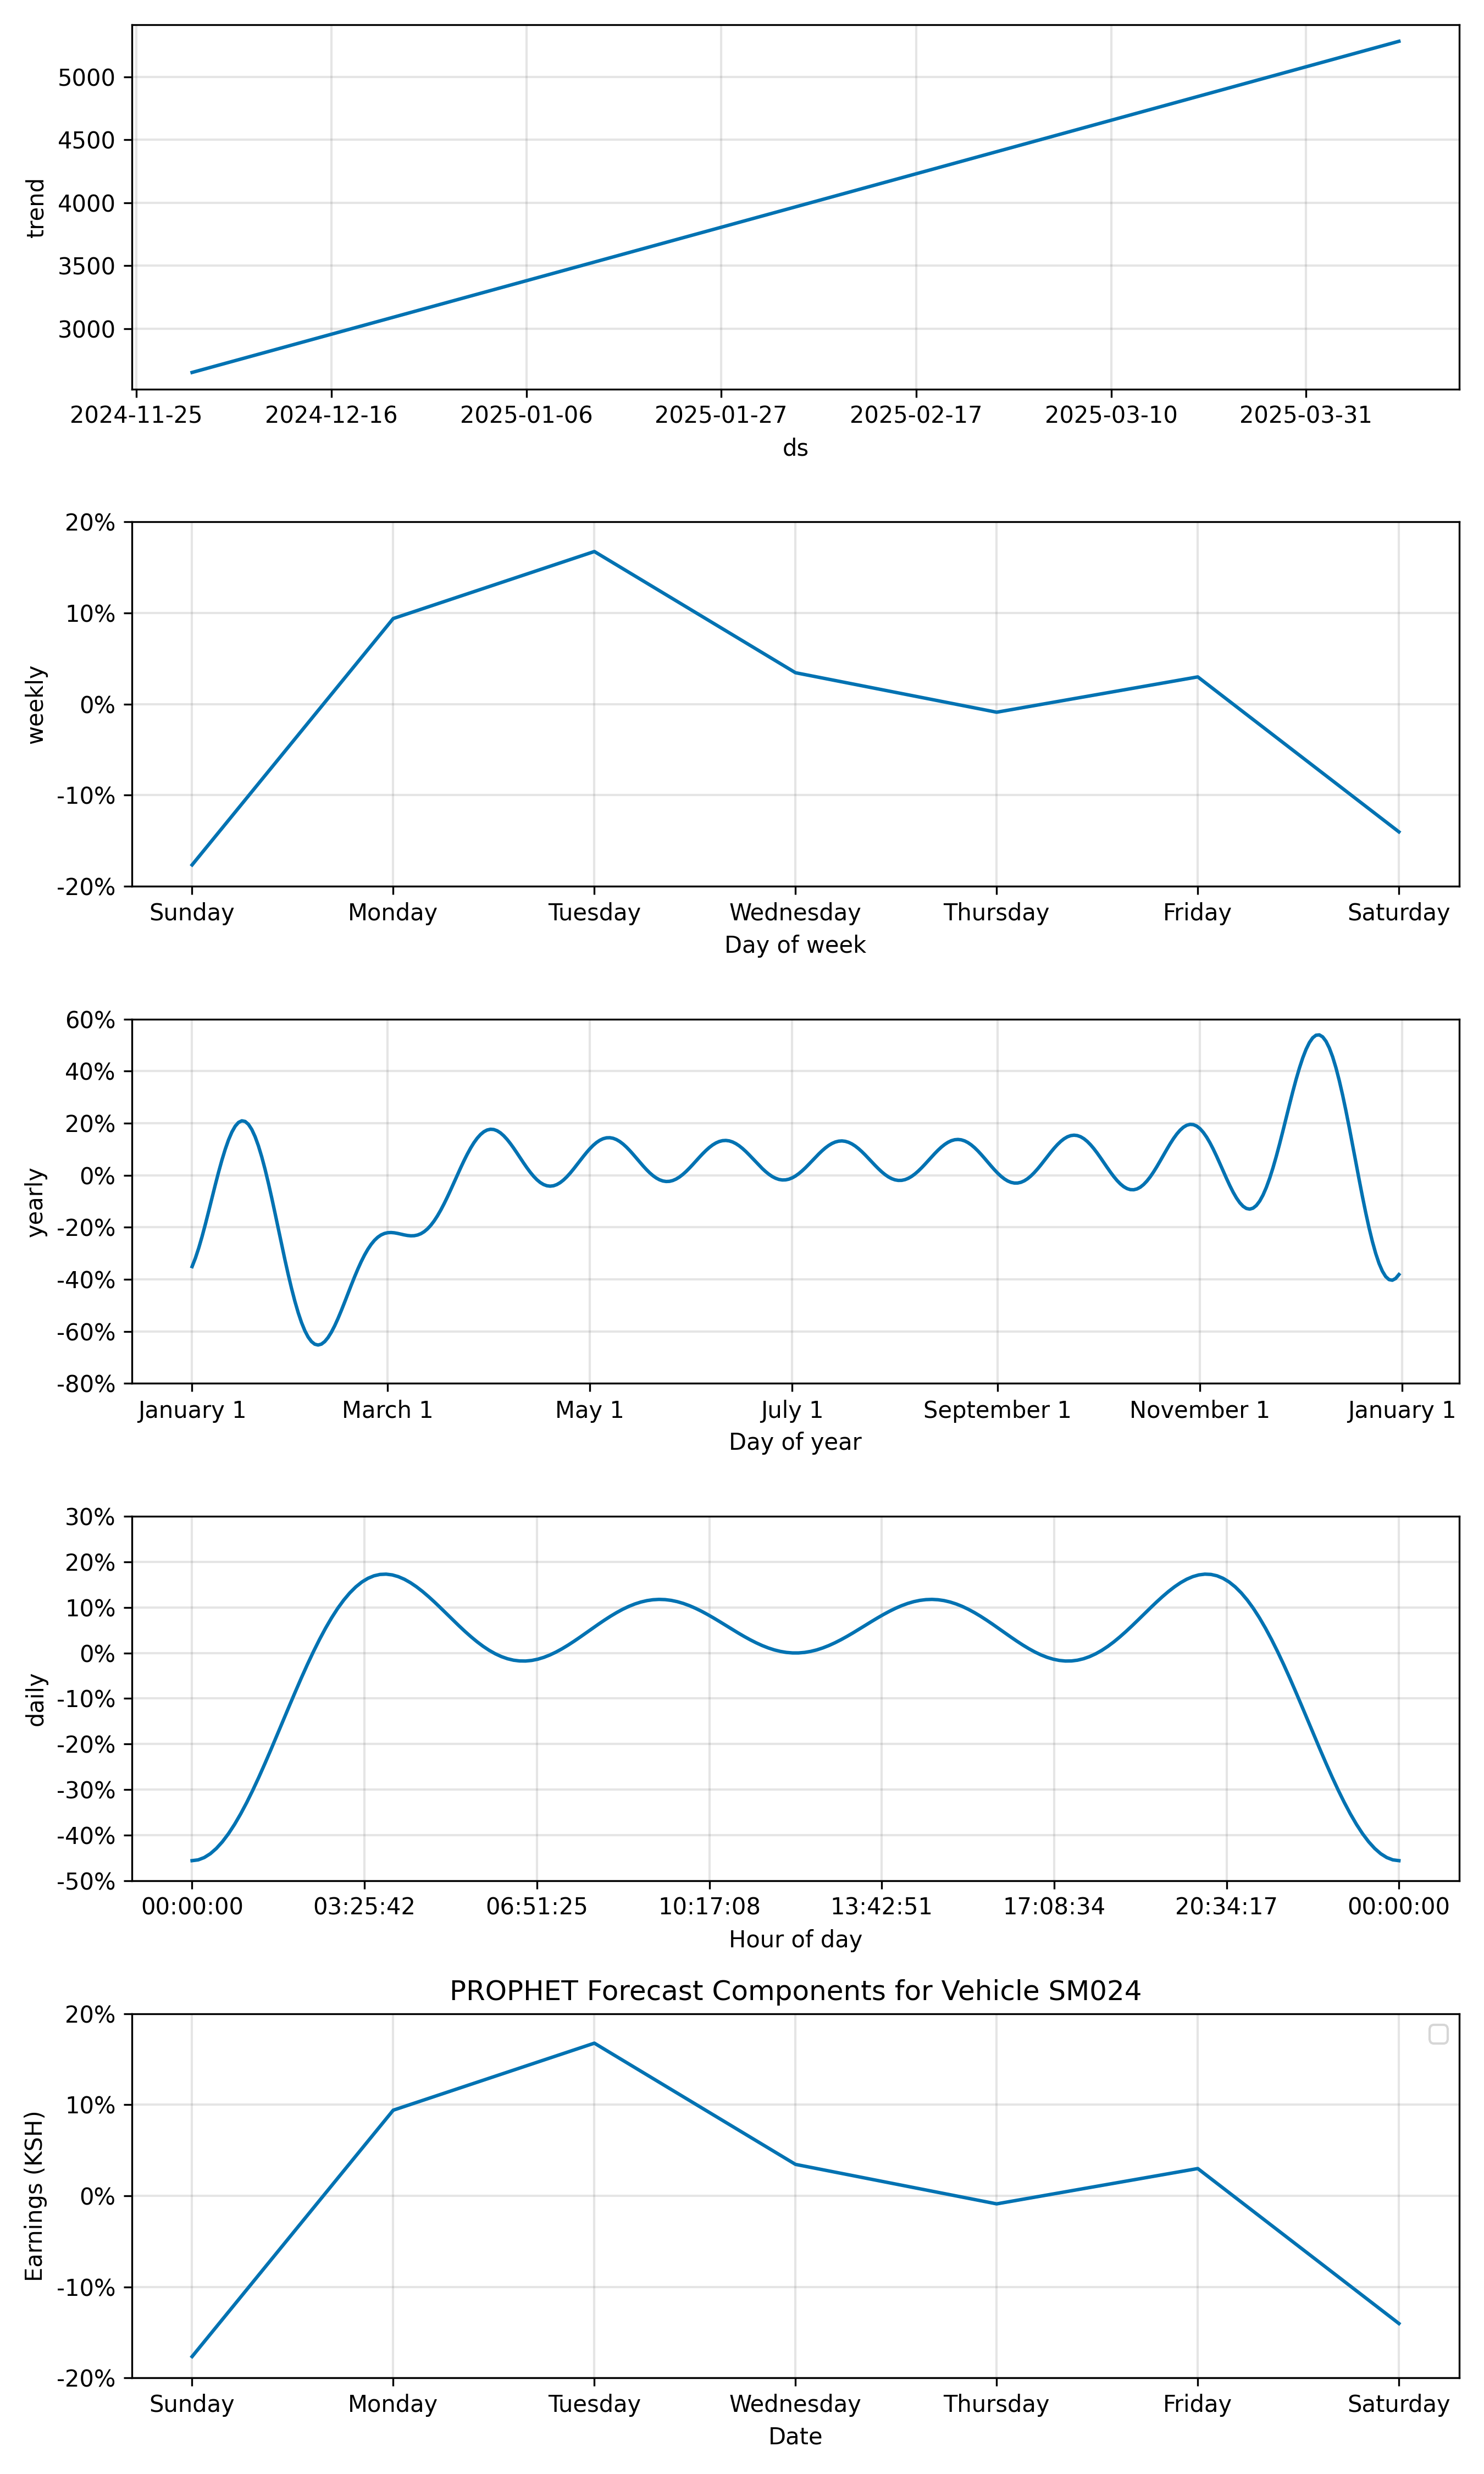 5000
4500
4000
3500
3000
trend
2024-11-25 2024-12-16 2025-01-06 2025-01-27 2025-02-17 2025-03-10 2025-03-31
ds
20%
10%
0%
-10%
-20%
weekly
Sunday Monday Tuesday Wednesday Thursday Friday Saturday
Day of week
60%
40%
20%
0%
-20%
-40%
-60%
-80%
yearly
January 1 March 1 May 1 July 1 September 1 November 1 January 1
Day of year
30%
20%
10%
0%
-10%
-20%
-30%
-40%
-50%
daily
00:00:00 03:25:42 06:51:25 10:17:08 13:42:51 17:08:34 20:34:17 00:00:00
Hour of day
PROPHET Forecast Components for Vehicle SM024
20%
10%
0%
-10%
-20%
Earnings (KSH)
Sunday Monday Tuesday Wednesday Thursday Friday Saturday
Date